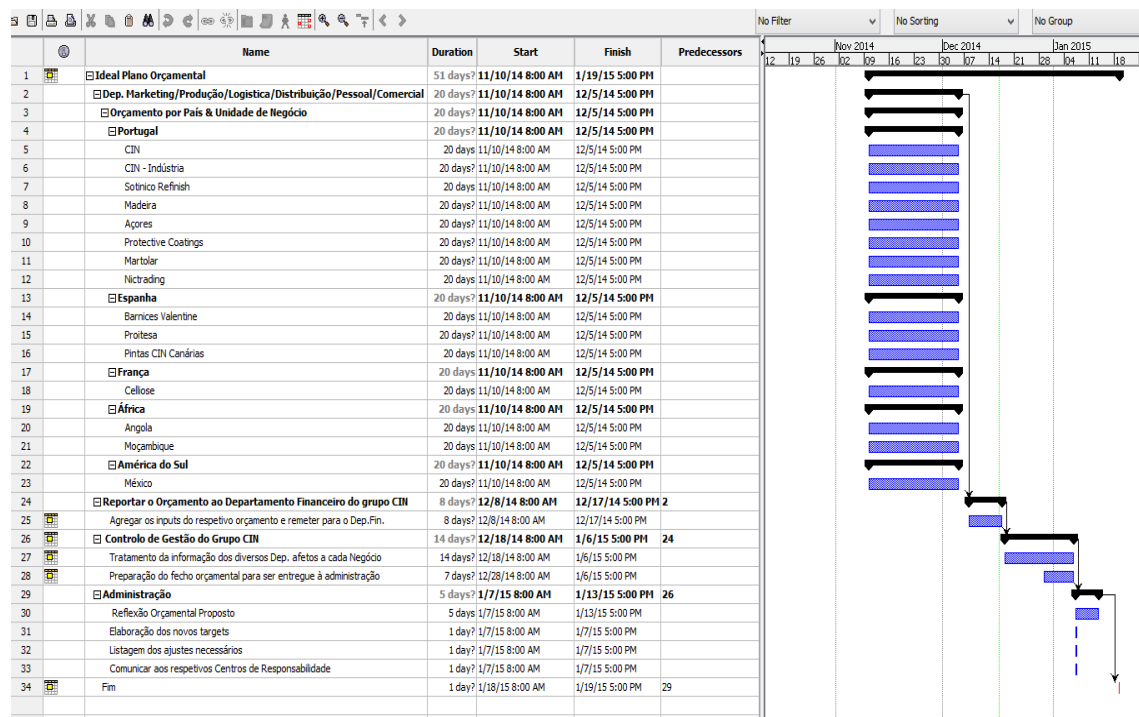 No Filter No Sorting No Group
Name Duration Start Finish Predecessors
Nov 2014 Dec 2014 Jan 2015
12 19 26 02 09 16 23 30 07 14 21 28 04 11 18
1 Ideal Plano Orçamental 51 days? 11/10/14 8:00 AM 1/19/15 5:00 PM
2 Dep. Marketing/Produção/Logistica/Distribuição/Pessoal/Comercial 20 days? 11/10/14 8:00 AM 12/5/14 5:00 PM
3 Orçamento por País & Unidade de Negócio 20 days? 11/10/14 8:00 AM 12/5/14 5:00 PM
4 Portugal 20 days? 11/10/14 8:00 AM 12/5/14 5:00 PM
5 CIN 20 days 11/10/14 8:00 AM 12/5/14 5:00 PM
6 CIN - Indústria 20 days? 11/10/14 8:00 AM 12/5/14 5:00 PM
7 Sotinico Refinish 20 days 11/10/14 8:00 AM 12/5/14 5:00 PM
8 Madeira 20 days? 11/10/14 8:00 AM 12/5/14 5:00 PM
9 Açores 20 days? 11/10/14 8:00 AM 12/5/14 5:00 PM
10 Protective Coatings 20 days? 11/10/14 8:00 AM 12/5/14 5:00 PM
11 Martolar 20 days? 11/10/14 8:00 AM 12/5/14 5:00 PM
12 Nictrading 20 days? 11/10/14 8:00 AM 12/5/14 5:00 PM
13 Espanha 20 days? 11/10/14 8:00 AM 12/5/14 5:00 PM
14 Barnices Valentine 20 days? 11/10/14 8:00 AM 12/5/14 5:00 PM
15 Proitesa 20 days 11/10/14 8:00 AM 12/5/14 5:00 PM
16 Pintas CIN Canárias 20 days 11/10/14 8:00 AM 12/5/14 5:00 PM
17 França 20 days 11/10/14 8:00 AM 12/5/14 5:00 PM
18 Celliose 20 days 11/10/14 8:00 AM 12/5/14 5:00 PM
19 África 20 days 11/10/14 8:00 AM 12/5/14 5:00 PM
20 Angola 20 days 11/10/14 8:00 AM 12/5/14 5:00 PM
21 Moçambique 20 days 11/10/14 8:00 AM 12/5/14 5:00 PM
22 América do Sul 20 days? 11/10/14 8:00 AM 12/5/14 5:00 PM
23 México 20 days? 11/10/14 8:00 AM 12/5/14 5:00 PM
24 Reportar o Orçamento ao Departamento Financeiro do grupo CIN 8 days? 12/8/14 8:00 AM 12/17/14 5:00 PM 2
25 Agregar os inputs do respetivo orçamento e remeter para o Dep.Fin. 8 days? 12/8/14 8:00 AM 12/17/14 5:00 PM
26 Controlo de Gestão do Grupo CIN 14 days? 12/18/14 8:00 AM 1/6/15 5:00 PM 24
27 Tratamento da informação dos diversos Dep. afetos a cada Negócio 14 days? 12/18/14 8:00 AM 1/6/15 5:00 PM
28 Preparação do fecho orçamental para ser entregue à administração 7 days? 12/28/14 8:00 AM 1/6/15 5:00 PM
29 Administração 5 days? 1/7/15 8:00 AM 1/13/15 5:00 PM 26
30 Reflexão Orçamental Proposto 5 days 1/7/15 8:00 AM 1/13/15 5:00 PM
31 Elaboração dos novos targets 1 day? 1/7/15 8:00 AM 1/7/15 5:00 PM
32 Listagem dos ajustes necessários 1 day? 1/7/15 8:00 AM 1/7/15 5:00 PM
33 Comunicar aos respetivos Centros de Responsabilidade 1 day? 1/7/15 8:00 AM 1/7/15 5:00 PM
34 Fim 1 day? 1/18/15 8:00 AM 1/19/15 5:00 PM 29